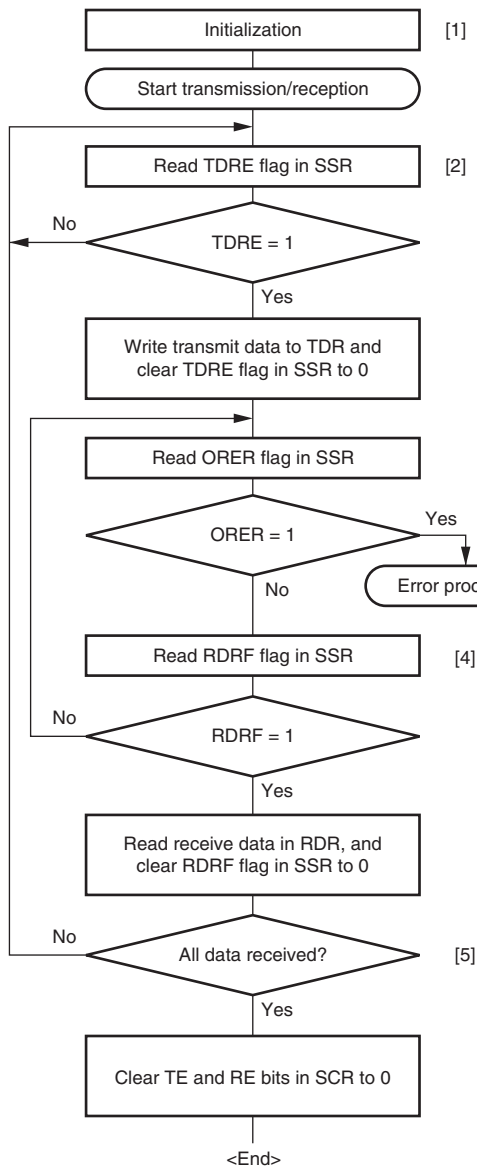 Initialization [1]
Start transmission/reception
Read TDRE flag in SSR [2]
No
TDRE = 1
Yes
Write transmit data to TDR and
clear TDRE flag in SSR to 0
Read ORER flag in SSR
ORER = 1
Yes
No
Error
Read RDRF flag in SSR [4]
No
RDRF = 1
Yes
Read receive data in RDR, and
clear RDRF flag in SSR to 0
No
All data received? [5]
Yes
Clear TE and RE bits in SCR to 0
<End>